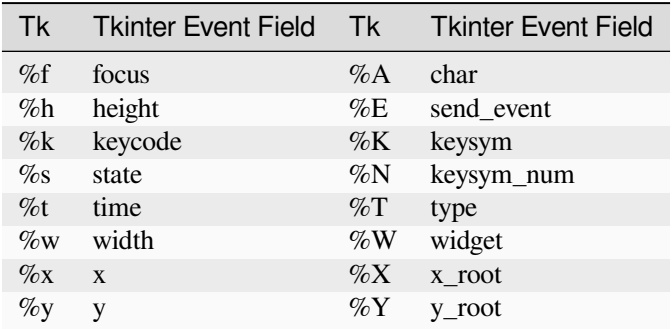 Tk Tkinter Event Field Tk Tkinter Event Field
%f focus %A char
%h height %E send_event
%k keycode %K keysym
%s state %N keysym_num
%t time %T type
%w width %W widget
%x x %X x_root
%y y %Y y_root